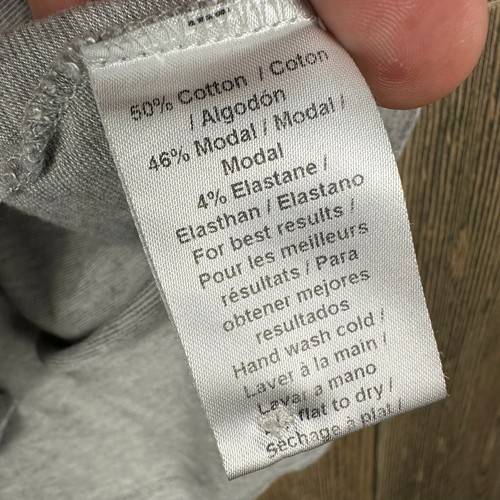 50% Cotton / Coton
/ Algodón
46% Modal / Modal /
Modal
4% Elastane /
Elasthan / Elastano
For best results /
Pour les meilleurs
résultats / Para
obtener mejores
resultados
Hand wash cold /
Laver à la main /
Lavar a mano
flat to dry /
séchage à plat /